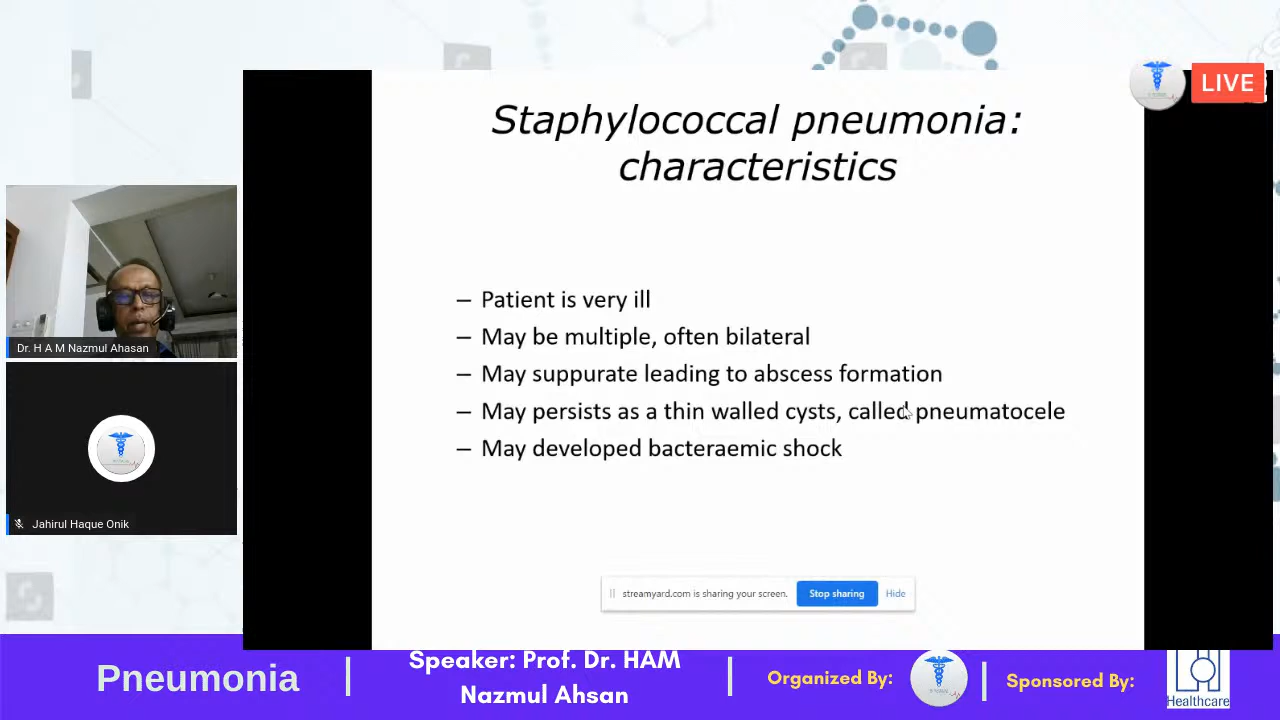 LIVE
Staphylococcal pneumonia:
characteristics
– Patient is very ill
– May be multiple, often bilateral
– May suppurate leading to abscess formation
– May persists as a thin walled cysts, called pneumatocele
– May developed bacteraemic shock
Dr. H A M Nazmul Ahasan
Jahirul Haque Onik
streamyard.com is sharing your screen. Stop sharing Hide
Pneumonia
Speaker: Prof. Dr. HAM
Nazmul Ahsan
Organized By:
Sponsored By:
Healthcare